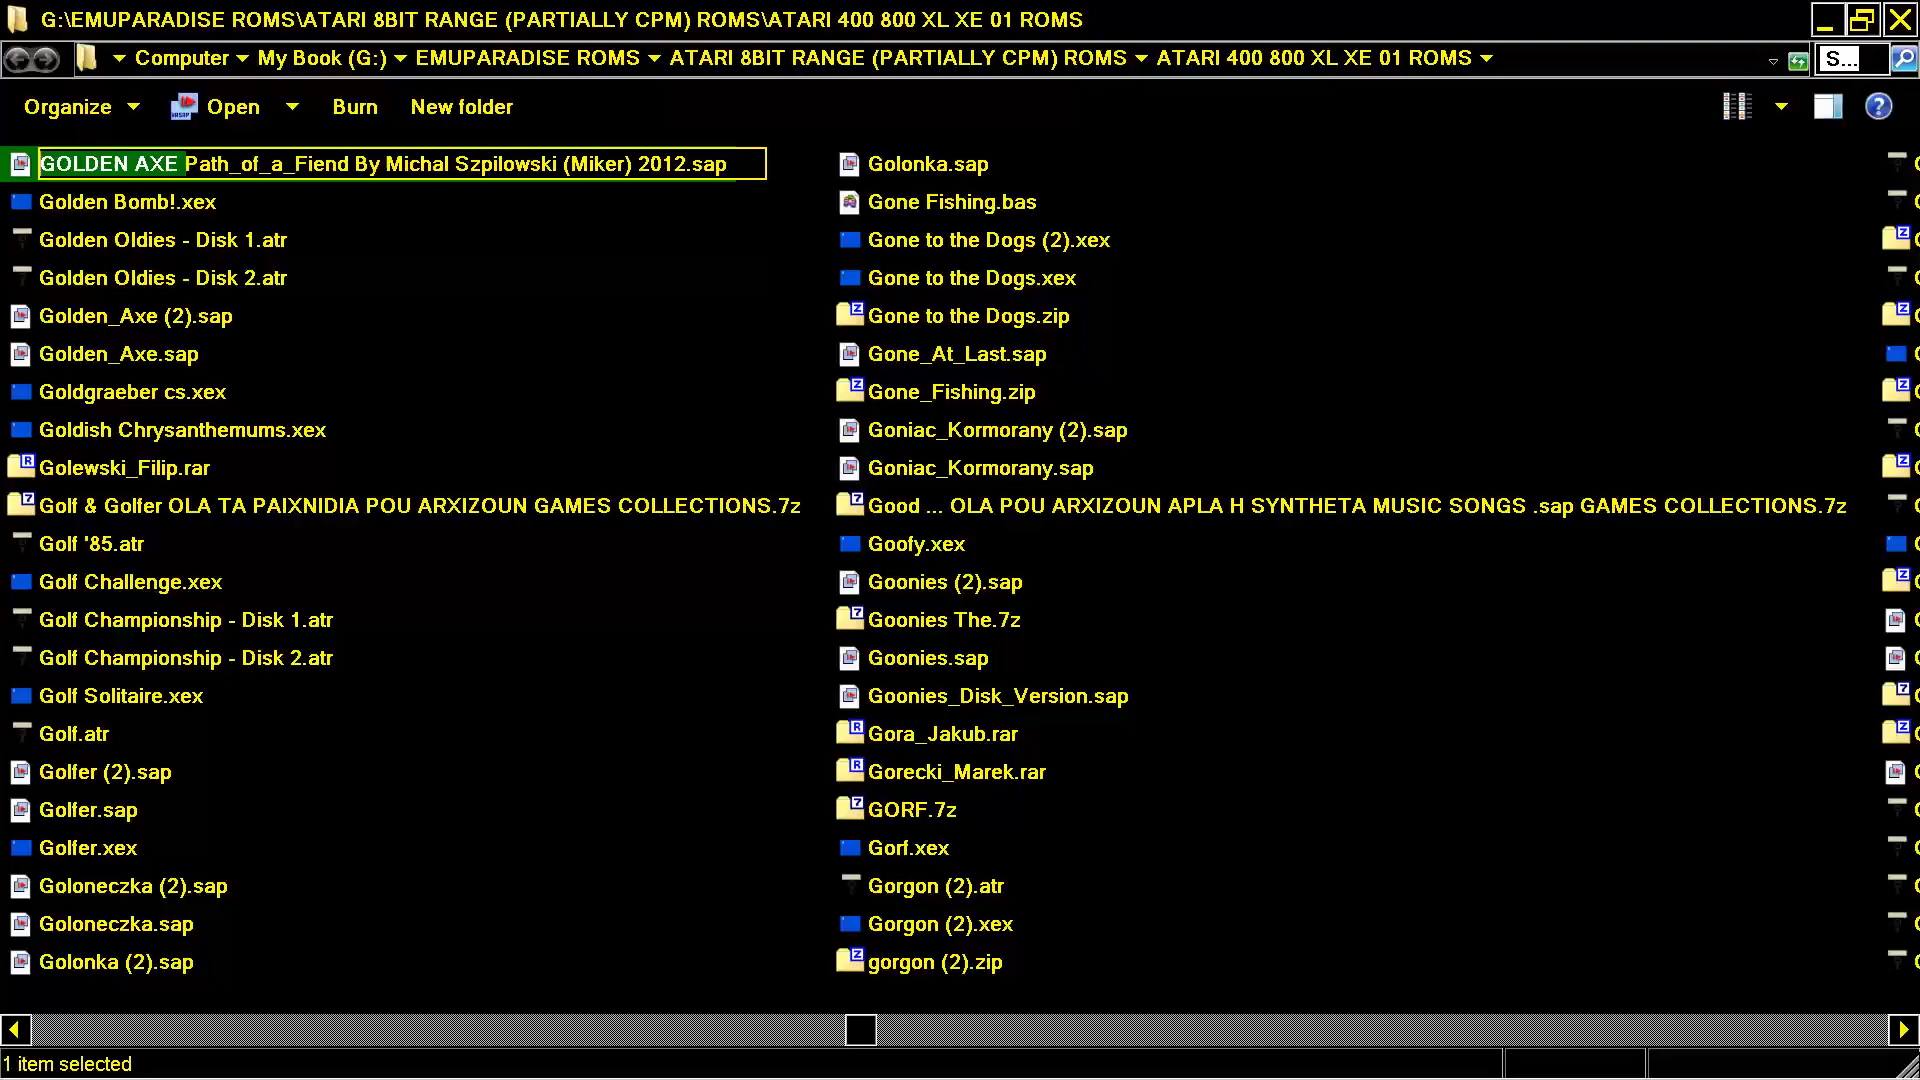 G:\EMUPARADISE ROMS\ATARI 8BIT RANGE (PARTIALLY CPM) ROMS\ATARI 400 800 XL XE 01 ROMS
Computer My Book (G:) EMUPARADISE ROMS ATARI 8BIT RANGE (PARTIALLY CPM) ROMS ATARI 400 800 XL XE 01 ROMS S...
Organize Open Burn New folder
GOLDEN AXE Path_of_a_Fiend By Michal Szpilowski (Miker) 2012.sap
Golden Bomb!.xex
Golden Oldies - Disk 1.atr
Golden Oldies - Disk 2.atr
Golden_Axe (2).sap
Golden_Axe.sap
Goldgraeber cs.xex
Goldish Chrysanthemums.xex
Golewski_Filip.rar
Golf & Golfer OLA TA PAIXNIDIA POU ARXIZOUN GAMES COLLECTIONS.7z
Golf '85.atr
Golf Challenge.xex
Golf Championship - Disk 1.atr
Golf Championship - Disk 2.atr
Golf Solitaire.xex
Golf.atr
Golfer (2).sap
Golfer.sap
Golfer.xex
Goloneczka (2).sap
Goloneczka.sap
Golonka (2).sap
Golonka.sap
Gone Fishing.bas
Gone to the Dogs (2).xex
Gone to the Dogs.xex
Gone to the Dogs.zip
Gone_At_Last.sap
Gone_Fishing.zip
Goniac_Kormorany (2).sap
Goniac_Kormorany.sap
Good ... OLA POU ARXIZOUN APLA H SYNTHETA MUSIC SONGS .sap GAMES COLLECTIONS.7z
Goofy.xex
Goonies (2).sap
Goonies The.7z
Goonies.sap
Goonies_Disk_Version.sap
Gora_Jakub.rar
Gorecki_Marek.rar
GORF.7z
Gorf.xex
Gorgon (2).atr
Gorgon (2).xex
gorgon (2).zip
1 item selected